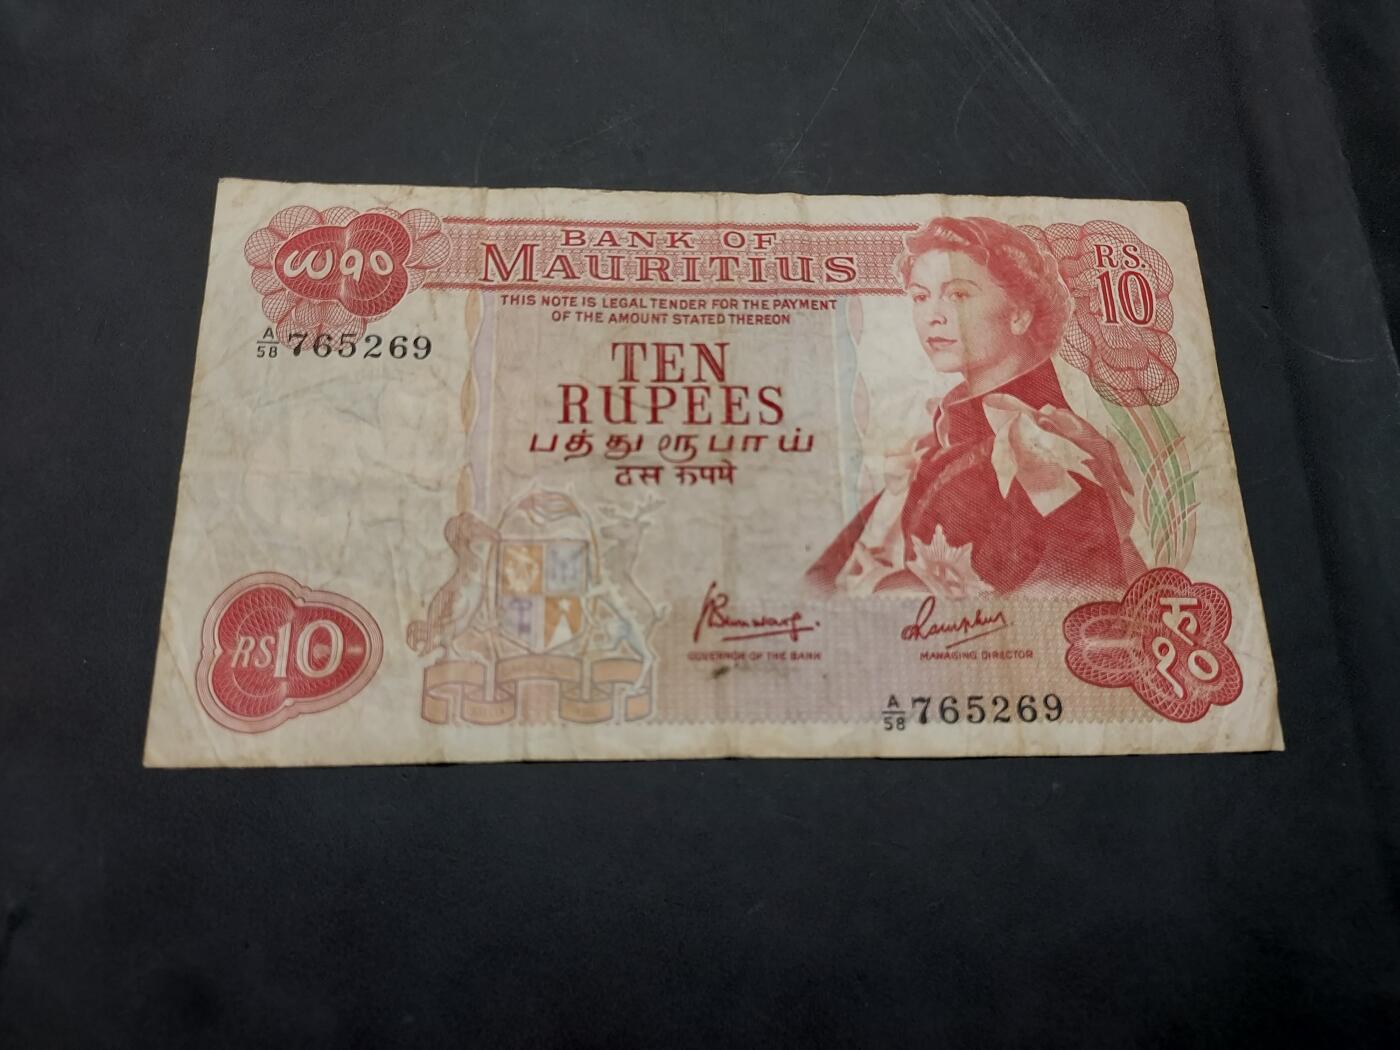 BANK OF
MAURITIUS
THIS NOTE IS LEGAL TENDER FOR THE PAYMENT
OF THE AMOUNT STATED THEREON
RS.
10
A/58 765269
TEN
RUPEES
பத்து ரூபாய்
दस रुपये
RS10
GOVERNOR OF THE BANK
MANAGING DIRECTOR
रु
१०
A/58 765269